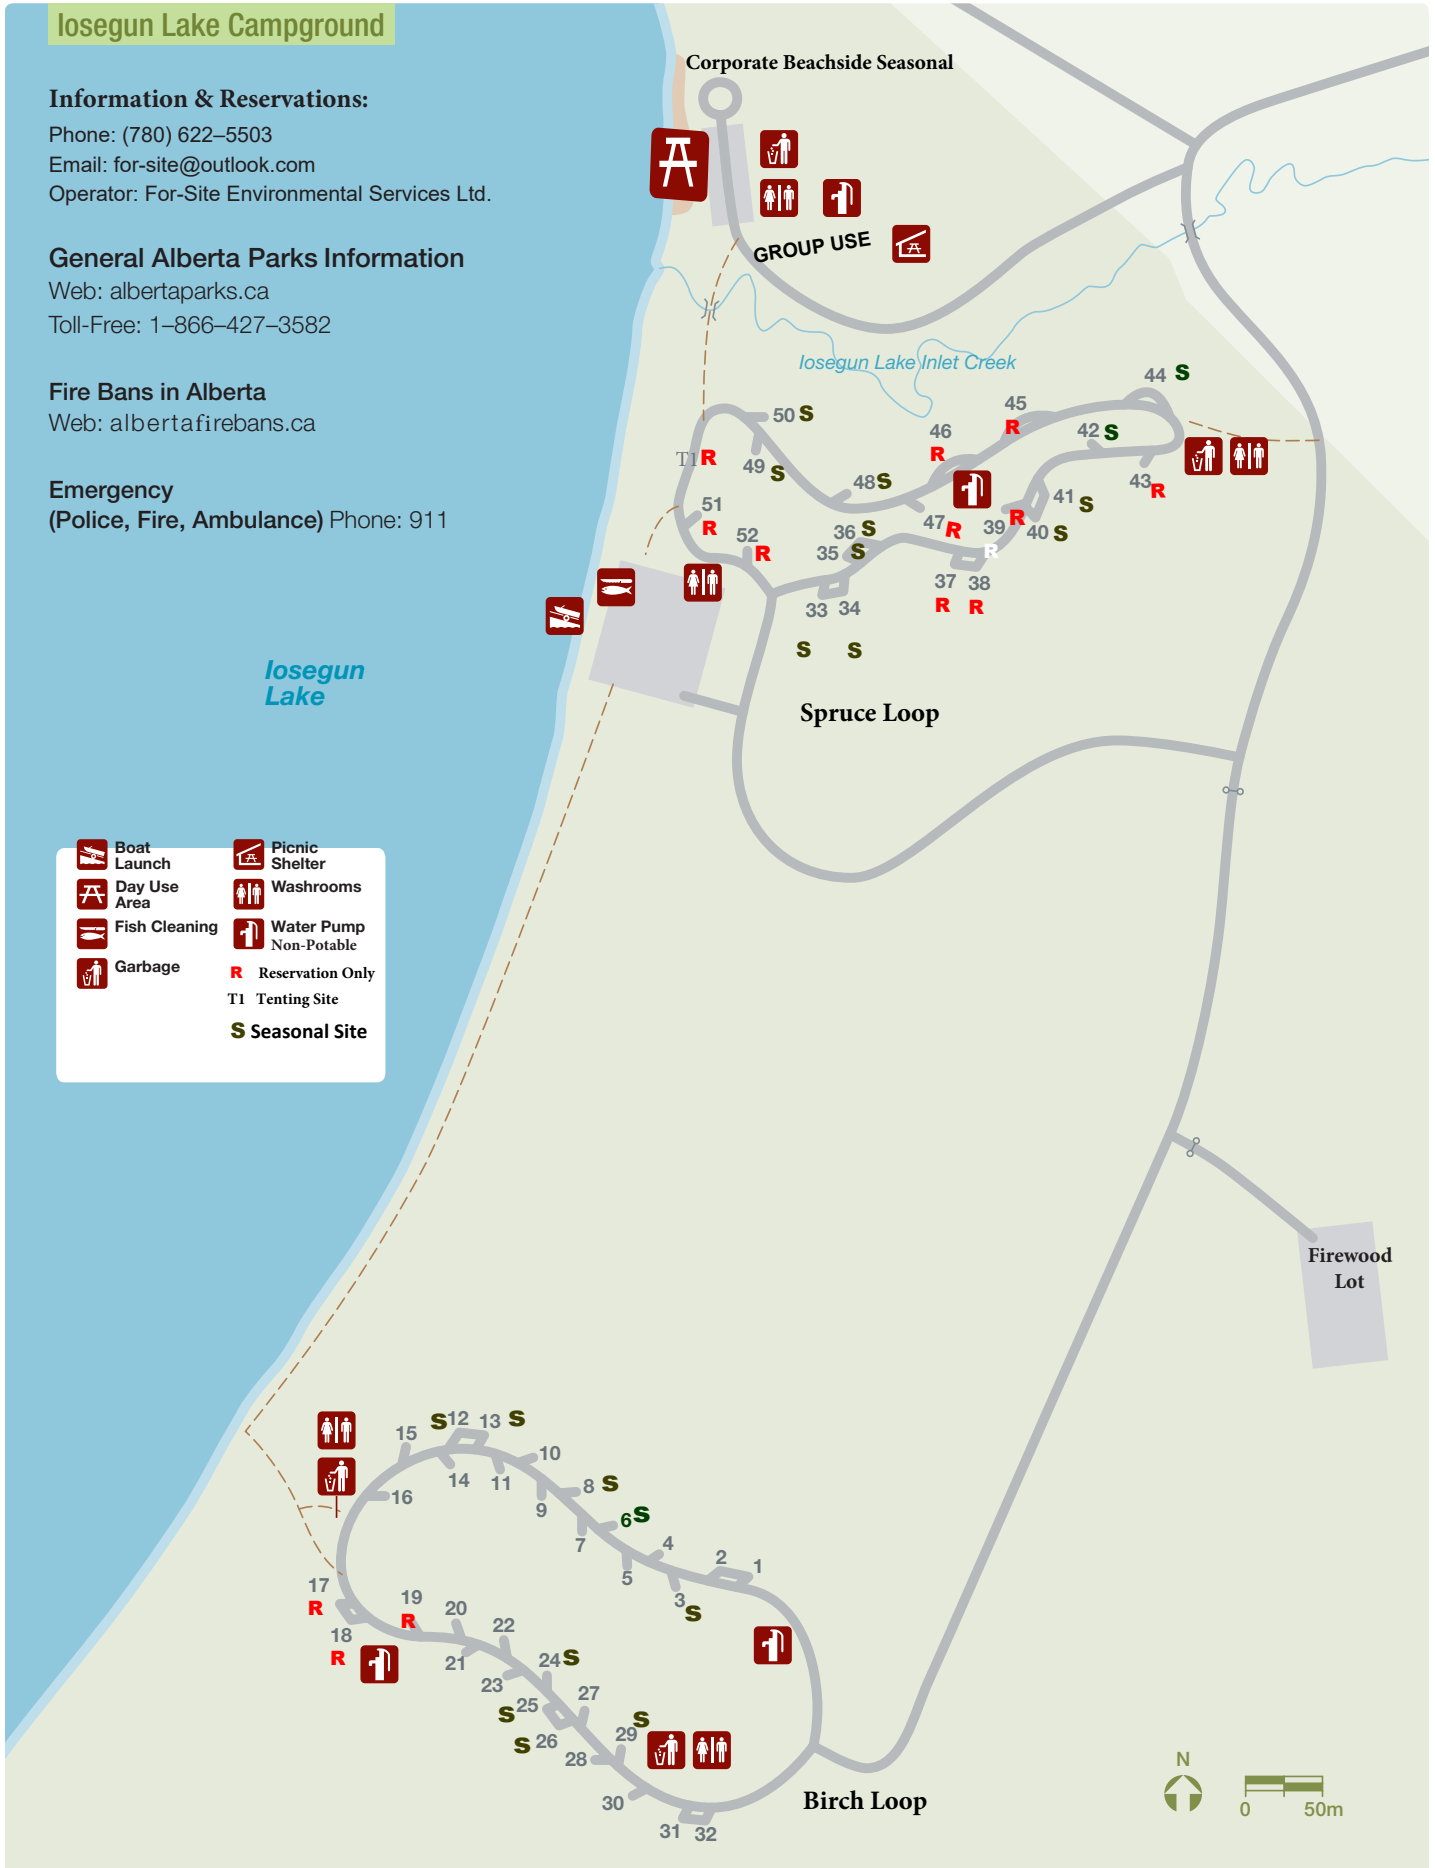 Iosegun Lake Campground
Information & Reservations:
Phone: (780) 622–5503
Email: for-site@outlook.com
Operator: For-Site Environmental Services Ltd.
General Alberta Parks Information
Web: albertaparks.ca
Toll-Free: 1–866–427–3582
Fire Bans in Alberta
Web: albertafirebans.ca
Emergency
(Police, Fire, Ambulance) Phone: 911
Corporate Beachside Seasonal
GROUP USE
Iosegun Lake Inlet Creek
44 S
45
R
50 S
46
R
42 S
T1 R
49
S
48 S
43
R
41 S
51
R
47 R
39
R
40 S
R
36 S
35 S
52
R
37
38
R
R
33
34
S
S
Iosegun
Lake
Spruce Loop
Boat
Launch
Day Use
Area
Fish Cleaning
Garbage
Picnic
Shelter
Washrooms
Water Pump
Non-Potable
R Reservation Only
T1 Tenting Site
S Seasonal Site
Firewood
Lot
S 12
13 S
15
10
14
11
16
8 S
9
6 S
7
4
5
2
1
3
S
17
R
19
R
20
18
R
22
21
24 S
23
S 25
27
S 26
S
29
28
30
31
32
Birch Loop
N
0
50m